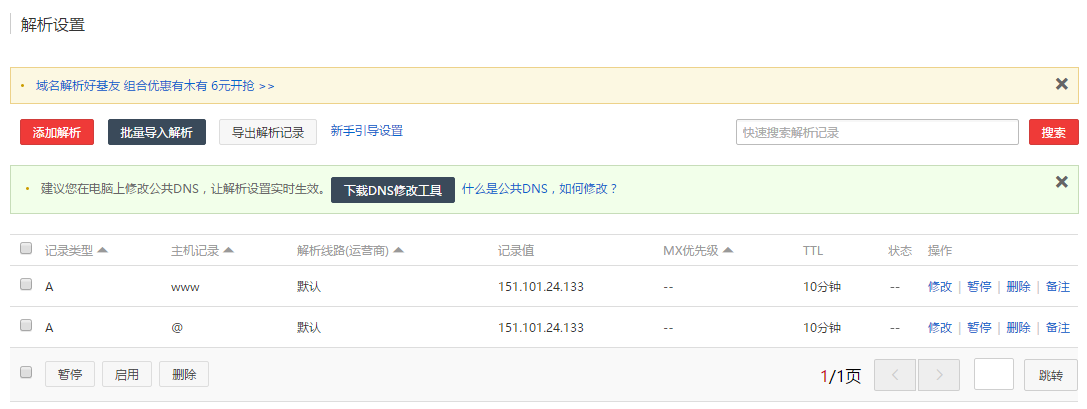 解析设置
• 域名解析好基友 组合优惠有木有 6元开抢 >>
添加解析 批量导入解析 导出解析记录 新手引导设置 快速搜索解析记录 搜索
• 建议您在电脑上修改公共DNS，让解析设置实时生效。 下载DNS修改工具 什么是公共DNS，如何修改？
记录类型 主机记录 解析线路(运营商) 记录值 MX优先级 TTL 状态 操作
A www 默认 151.101.24.133 -- 10分钟 -- 修改 | 暂停 | 删除 | 备注
A @ 默认 151.101.24.133 -- 10分钟 -- 修改 | 暂停 | 删除 | 备注
暂停 启用 删除 1/1页 < > 跳转